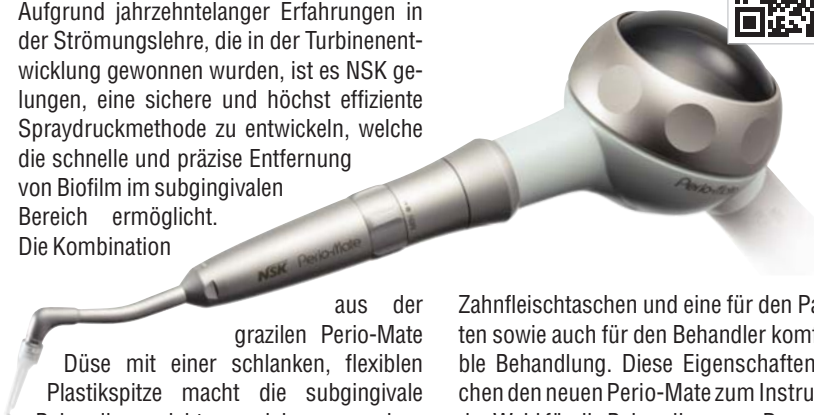 Aufgrund jahrzehntelanger Erfahrungen in
der Strömungslehre, die in der Turbinenent-
wicklung gewonnen wurden, ist es NSK ge-
lungen, eine sichere und höchst effiziente
Spraydruckmethode zu entwickeln, welche
die schnelle und präzise Entfernung
von Biofilm im subgingivalen
Bereich ermöglicht.
Die Kombination
aus der
grazilen Perio-Mate
Düse mit einer schlanken, flexiblen
Plastikspitze macht die subgingivale
NSK Perio-Mate
Perio-Mate
Zahnfleischtaschen und eine für den Pa
ten sowie auch für den Behandler komf
ble Behandlung. Diese Eigenschaften
chen den neuen Perio-Mate zum Instru